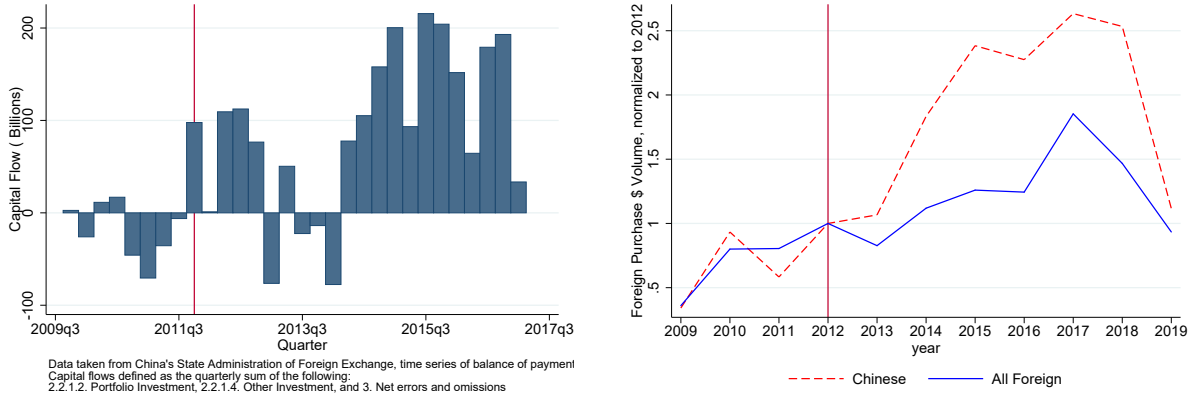 Capital Flow ( Billions)
200
100
0
-100
2009q3 2011q3 2013q3 2015q3 2017q3
Quarter
Data taken from China's State Administration of Foreign Exchange, time series of balance of payment
Capital flows defined as the quarterly sum of the following:
2.2.1.2. Portfolio Investment, 2.2.1.4. Other Investment, and 3. Net errors and omissions
Foreign Purchase $ Volume, normalized to 2012
2.5
2
1.5
1
.5
2009 2010 2011 2012 2013 2014 2015 2016 2017 2018 2019
year
Chinese All Foreign